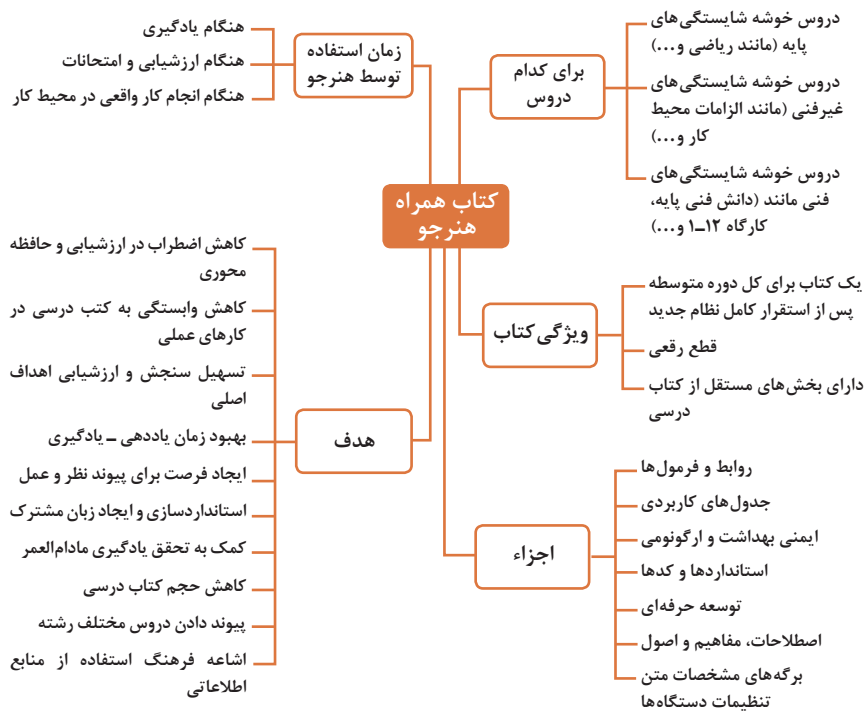 کتاب همراه
هنرجو
برای کدام
دروس
دروس خوشه شایستگی‌های
پایه (مانند ریاضی و...)
دروس خوشه شایستگی‌های
غیرفنی (مانند الزامات محیط
کار و...)
دروس خوشه شایستگی‌های
فنی مانند (دانش فنی پایه،
کارگاه ۱۲ــ۱ و...)
ویژگی کتاب
یک کتاب برای کل دوره متوسطه
پس از استقرار کامل نظام جدید
قطع رقعی
دارای بخش‌های مستقل از کتاب
درسی
اجزاء
روابط و فرمول‌ها
جدول‌های کاربردی
ایمنی بهداشت و ارگونومی
استانداردها و کدها
توسعه حرفه‌ای
اصطلاحات، مفاهیم و اصول
برگه‌های مشخصات متن
تنظیمات دستگاه‌ها
زمان استفاده
توسط هنرجو
هنگام یادگیری
هنگام ارزشیابی و امتحانات
هنگام انجام کار واقعی در محیط کار
هدف
کاهش اضطراب در ارزشیابی و حافظه
محوری
کاهش وابستگی به کتب درسی در
کارهای عملی
تسهیل سنجش و ارزشیابی اهداف
اصلی
بهبود زمان یاددهی ــ یادگیری
ایجاد فرصت برای پیوند نظر و عمل
استانداردسازی و ایجاد زبان مشترک
کمک به تحقق یادگیری مادام‌العمر
کاهش حجم کتاب درسی
پیوند دادن دروس مختلف رشته
اشاعه فرهنگ استفاده از منابع
اطلاعاتی